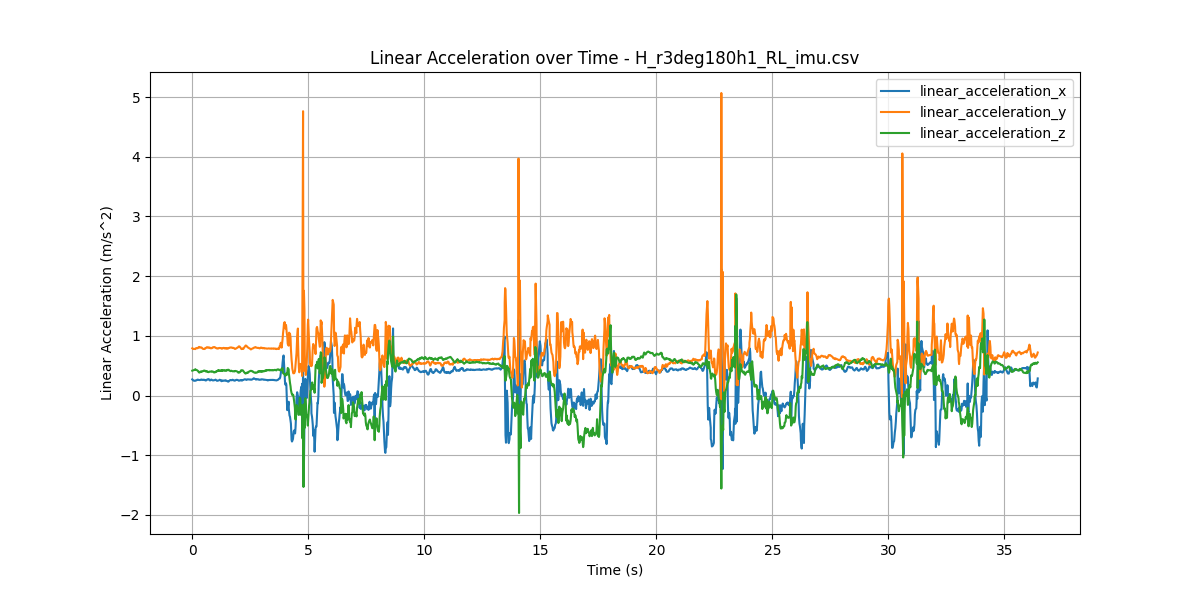 Linear Acceleration over Time - H_r3deg180h1_RL_imu.csv
linear_acceleration_x
linear_acceleration_y
linear_acceleration_z
Linear Acceleration (m/s^2)
5
4
3
2
1
0
−1
−2
0 5 10 15 20 25 30 35
Time (s)